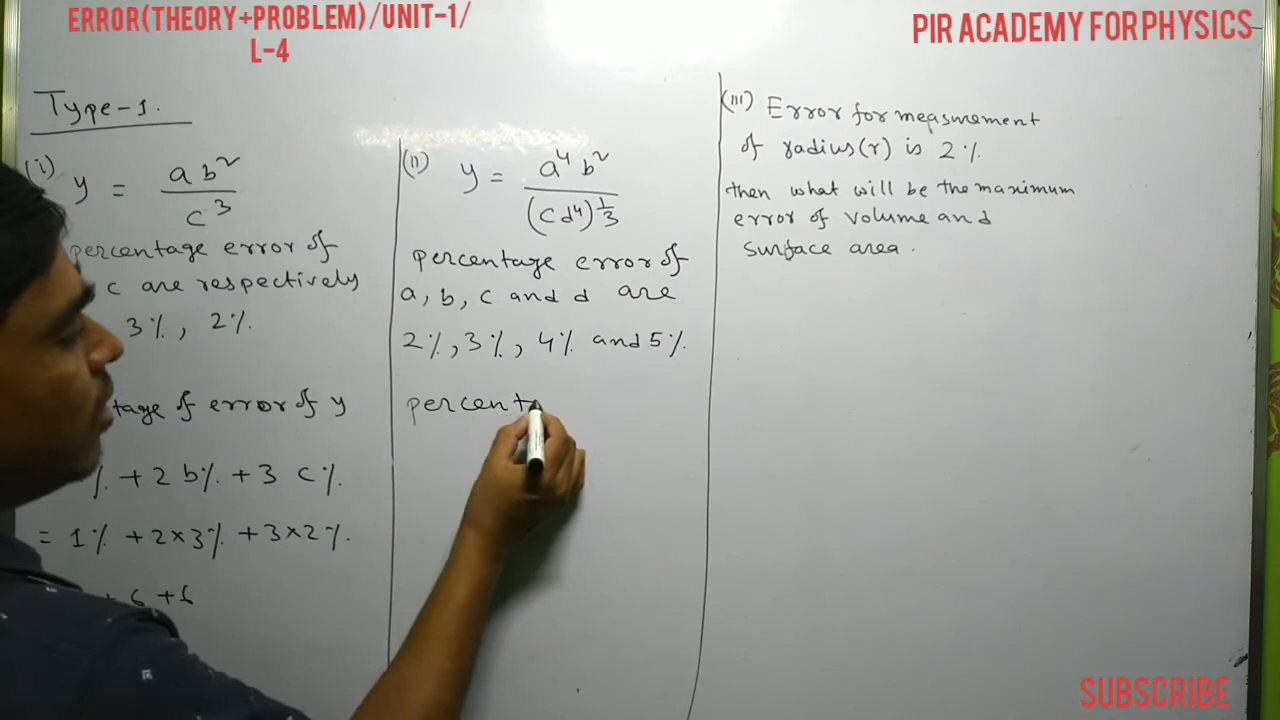 ERROR(THEORY+PROBLEM)/UNIT-1/
L-4
PIR ACADEMY FOR PHYSICS
Type-1.
(i) y = ab²/c³
percentage error of
c are respectively
3%, 2%.
tage of error of y
% + 2 b% + 3 c%.
= 1% + 2×3% + 3×2%.
+ 6 + 6
(ii) y = a⁴b²/(cd⁴)^1/3
percentage error of
a, b, c and d are
2%, 3%, 4% and 5%.
percent
(iii) Error for measurement
of radius(r) is 2%.
then what will be the maximum
error of volume and
surface area.
SUBSCRIBE